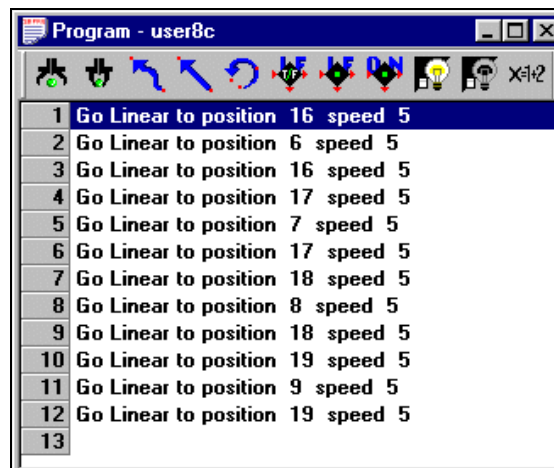 Program - user8c
IF T/F IF ON X=1+2
1 Go Linear to position 16 speed 5
2 Go Linear to position 6 speed 5
3 Go Linear to position 16 speed 5
4 Go Linear to position 17 speed 5
5 Go Linear to position 7 speed 5
6 Go Linear to position 17 speed 5
7 Go Linear to position 18 speed 5
8 Go Linear to position 8 speed 5
9 Go Linear to position 18 speed 5
10 Go Linear to position 19 speed 5
11 Go Linear to position 9 speed 5
12 Go Linear to position 19 speed 5
13